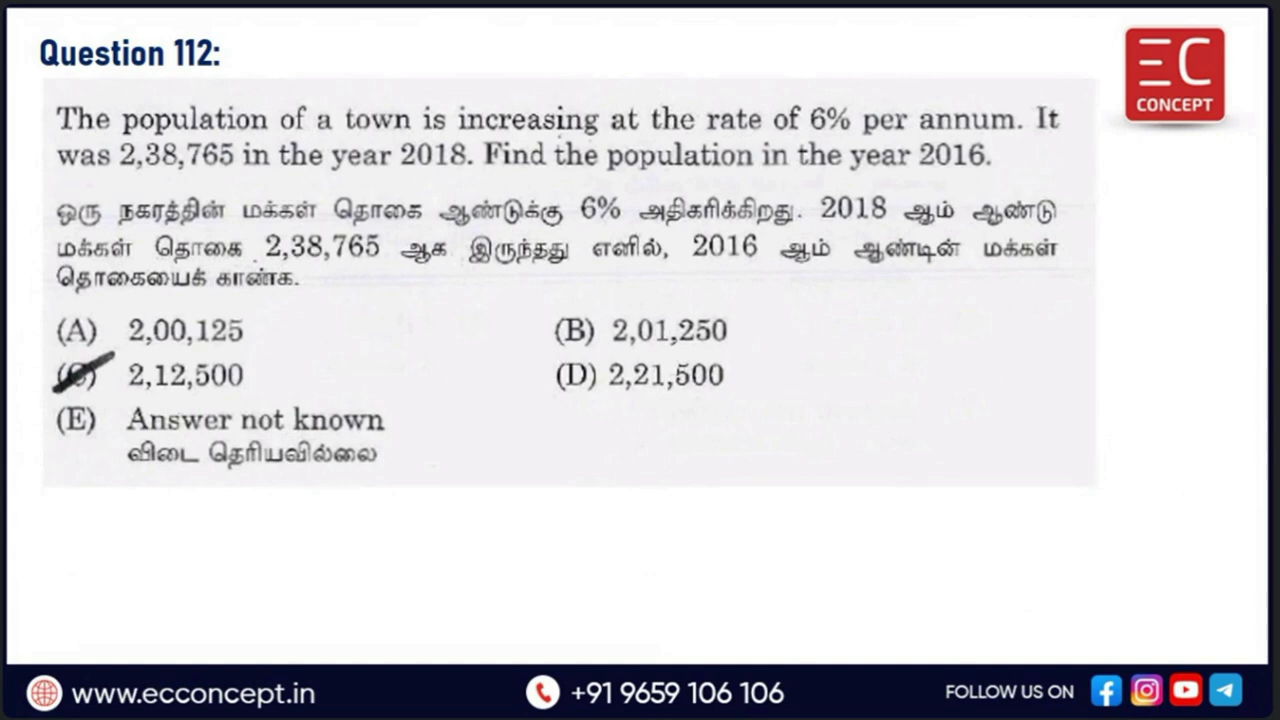 Question 112:
EC
CONCEPT
The population of a town is increasing at the rate of 6% per annum. It
was 2,38,765 in the year 2018. Find the population in the year 2016.
ஒரு நகரத்தின் மக்கள் தொகை ஆண்டுக்கு 6% அதிகரிக்கிறது. 2018 ஆம் ஆண்டு
மக்கள் தொகை 2,38,765 ஆக இருந்தது எனில், 2016 ஆம் ஆண்டின் மக்கள்
தொகையைக் காண்க.
(A) 2,00,125 (B) 2,01,250
(C) 2,12,500 (D) 2,21,500
(E) Answer not known
விடை தெரியவில்லை
www.ecconcept.in +91 9659 106 106 FOLLOW US ON